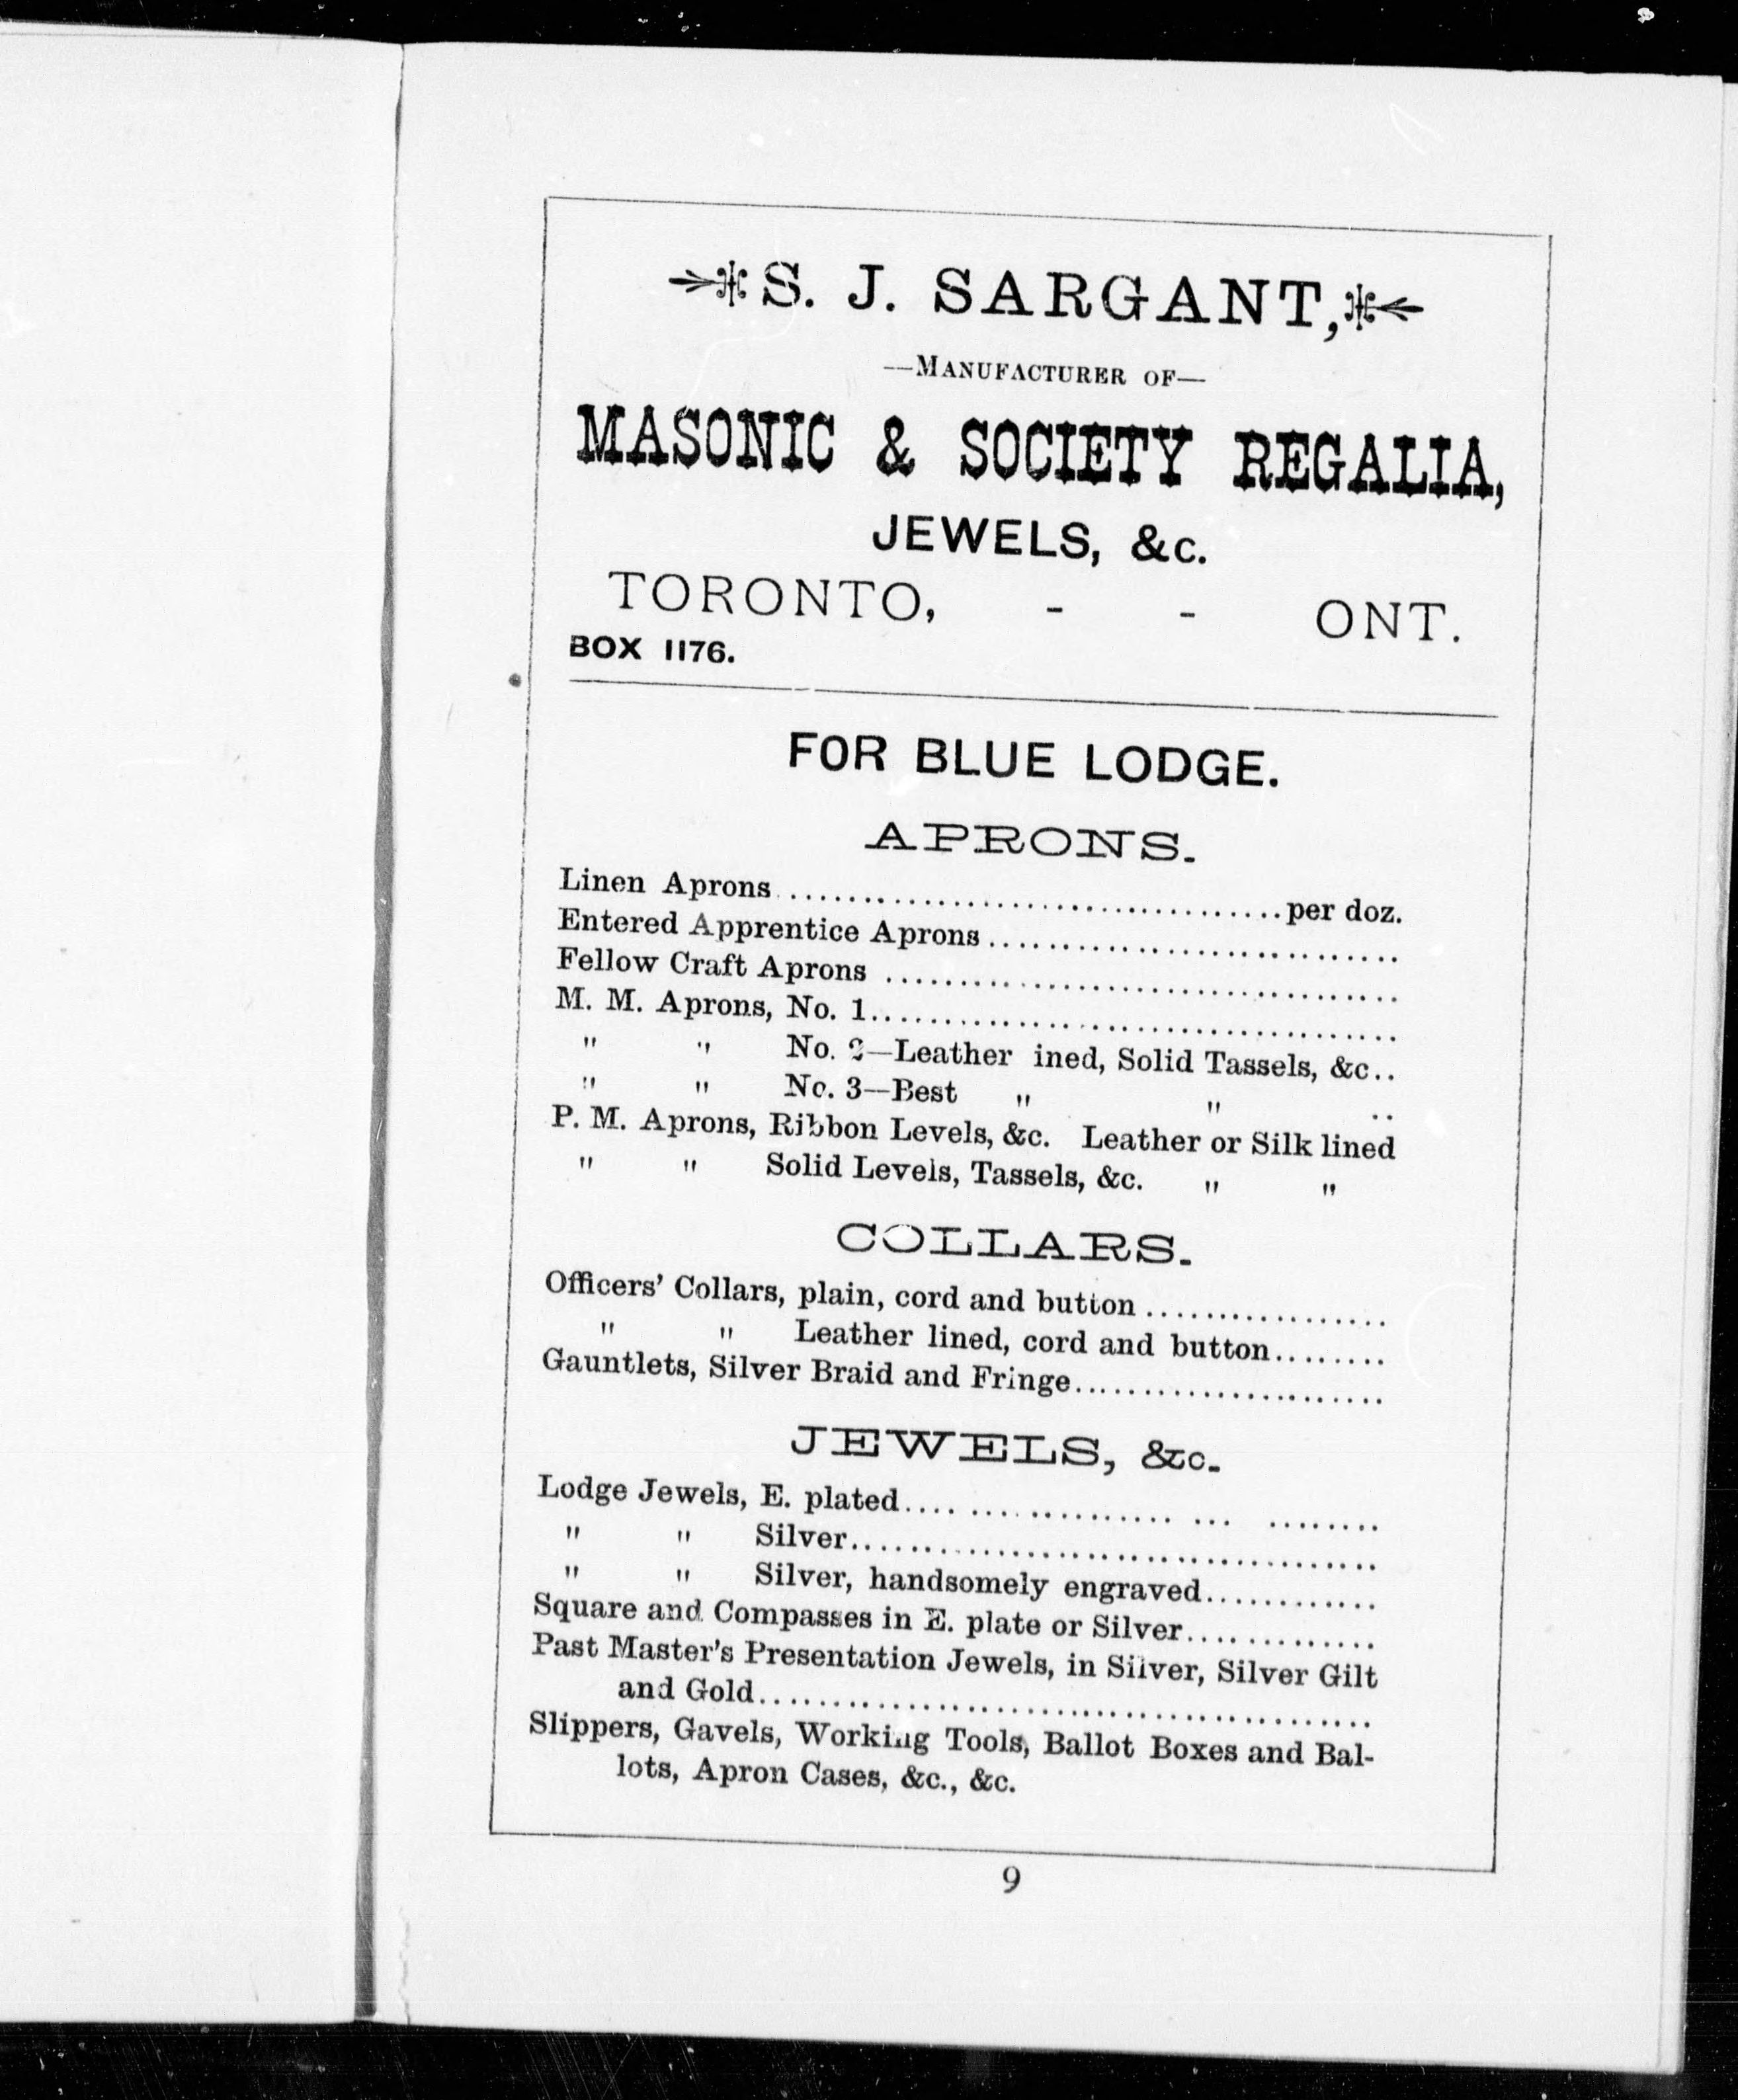 S. J. SARGANT,
—MANUFACTURER OF—
MASONIC & SOCIETY REGALIA,
JEWELS, &c.
TORONTO, - - ONT.
BOX 1176.
FOR BLUE LODGE.
APRONS.
Linen Aprons....................................per doz.
Entered Apprentice Aprons............................
Fellow Craft Aprons ...................................
M. M. Aprons, No. 1....................................
" " No. 2—Leather ined, Solid Tassels, &c..
" " No. 3—Best " " ..
P. M. Aprons, Ribbon Levels, &c. Leather or Silk lined
" " Solid Levels, Tassels, &c. " "
COLLARS.
Officers' Collars, plain, cord and button.................
" " Leather lined, cord and button........
Gauntlets, Silver Braid and Fringe......................
JEWELS, &c.
Lodge Jewels, E. plated.... ... .......... ... ........
" " Silver....................................
" " Silver, handsomely engraved............
Square and Compasses in E. plate or Silver.............
Past Master's Presentation Jewels, in Silver, Silver Gilt
and Gold..........................................
Slippers, Gavels, Working Tools, Ballot Boxes and Bal-
lots, Apron Cases, &c., &c.
9